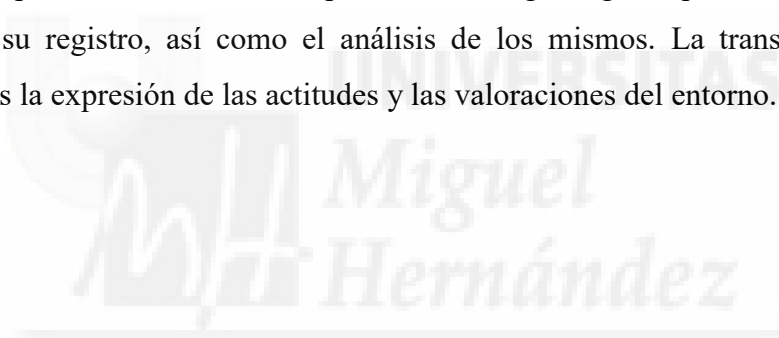 su registro, así como el análisis de los mismos. La trans
s la expresión de las actitudes y las valoraciones del entorno.
UNIVERSITAS
Miguel
Hernández